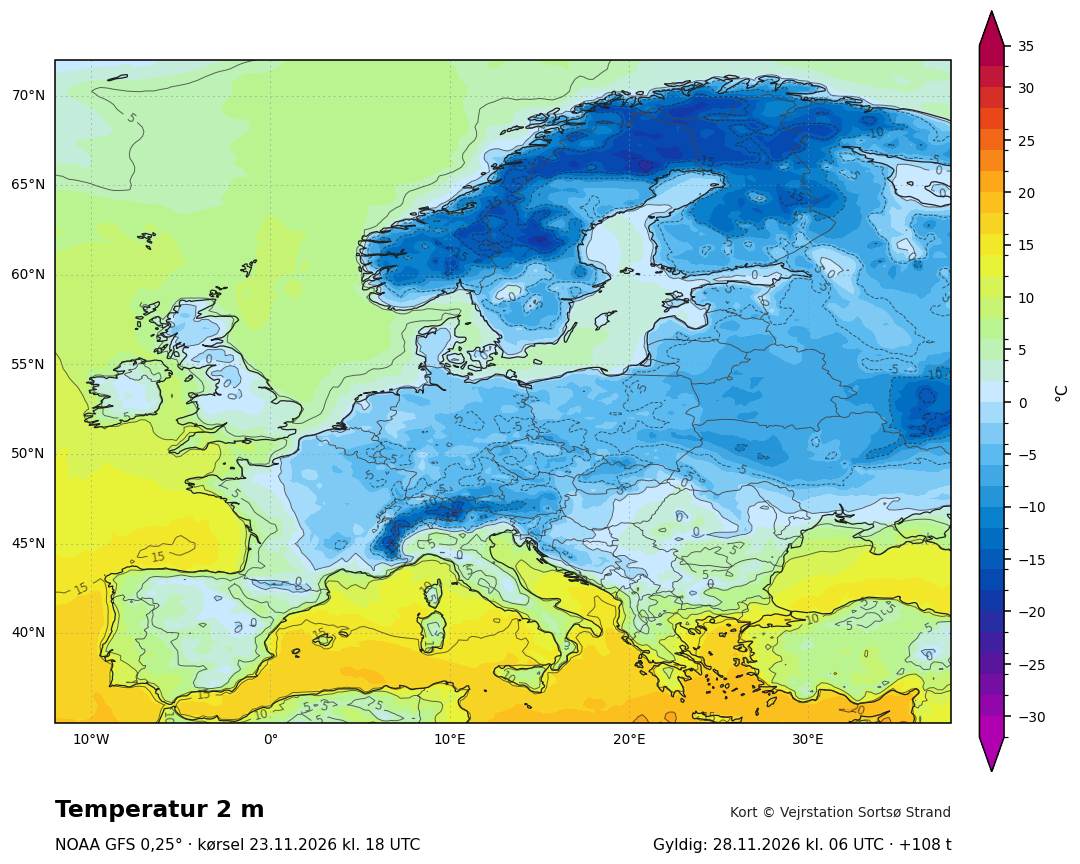 70°N
65°N
60°N
55°N
50°N
45°N
40°N
10°W 0° 10°E 20°E 30°E
35
30
25
20
15
10
5
0
−5
−10
−15
−20
−25
−30
°C
Temperatur 2 m
Kort © Vejrstation Sortsø Strand
NOAA GFS 0,25° · kørsel 23.11.2026 kl. 18 UTC
Gyldig: 28.11.2026 kl. 06 UTC · +108 t